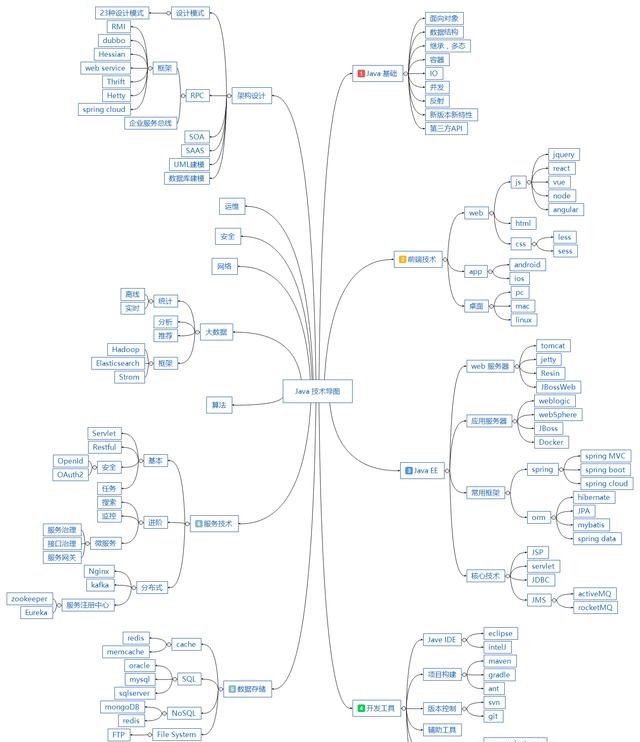 Java 技术导图
1 Java 基础
面向对象
数据结构
继承，多态
容器
IO
并发
反射
新版本新特性
第三方API
2 前端技术
web
js
jquery
react
vue
node
angular
html
css
less
sess
app
android
ios
桌面
pc
mac
linux
3 Java EE
web 服务器
tomcat
jetty
Resin
JBossWeb
应用服务器
weblogic
webSphere
JBoss
Docker
常用框架
spring
spring MVC
spring boot
spring cloud
orm
hibernate
JPA
mybatis
spring data
核心技术
JSP
servlet
JDBC
JMS
activeMQ
rocketMQ
4 开发工具
Java IDE
eclipse
intelJ
项目构建
maven
gradle
ant
版本控制
svn
git
辅助工具
架构设计
设计模式
23种设计模式
RPC
框架
RMI
dubbo
Hessian
web service
Thrift
Hetty
spring cloud
企业服务总线
SOA
SAAS
UML建模
数据库建模
运维
安全
网络
大数据
统计
离线
实时
分析
推荐
框架
Hadoop
Elasticsearch
Strom
算法
6 服务技术
基本
Servlet
Restful
安全
OpenId
OAuth2
任务
进阶
搜索
监控
微服务
服务治理
接口治理
服务网关
分布式
Nginx
kafka
服务注册中心
zookeeper
Eureka
数据存储
cache
redis
memcache
SQL
oracle
mysql
sqlserver
NoSQL
mongoDB
redis
File System
FTP